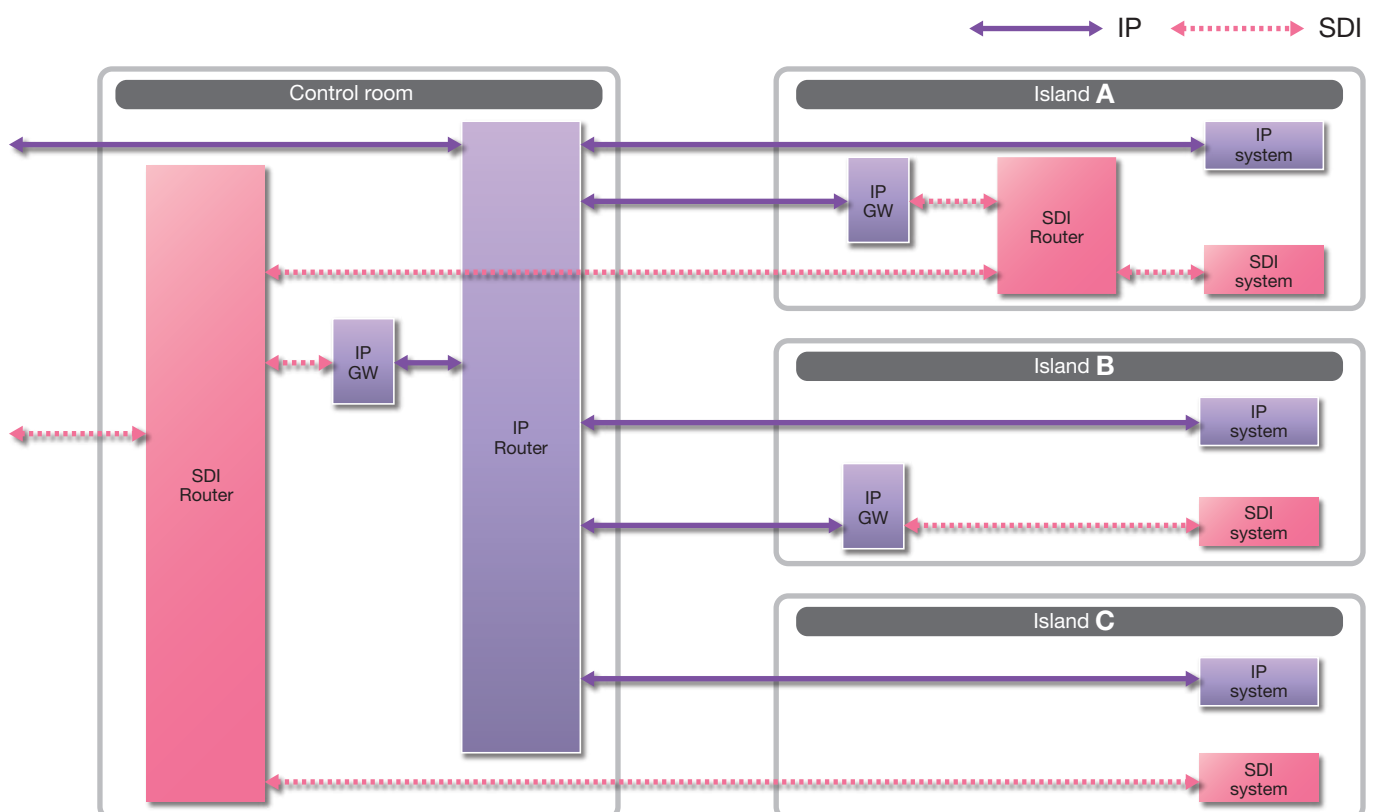 IP
SDI
Control room
SDI
Router
IP
GW
IP
Router
Island A
IP
system
IP
GW
SDI
Router
SDI
system
Island B
IP
system
IP
GW
SDI
system
Island C
IP
system
SDI
system